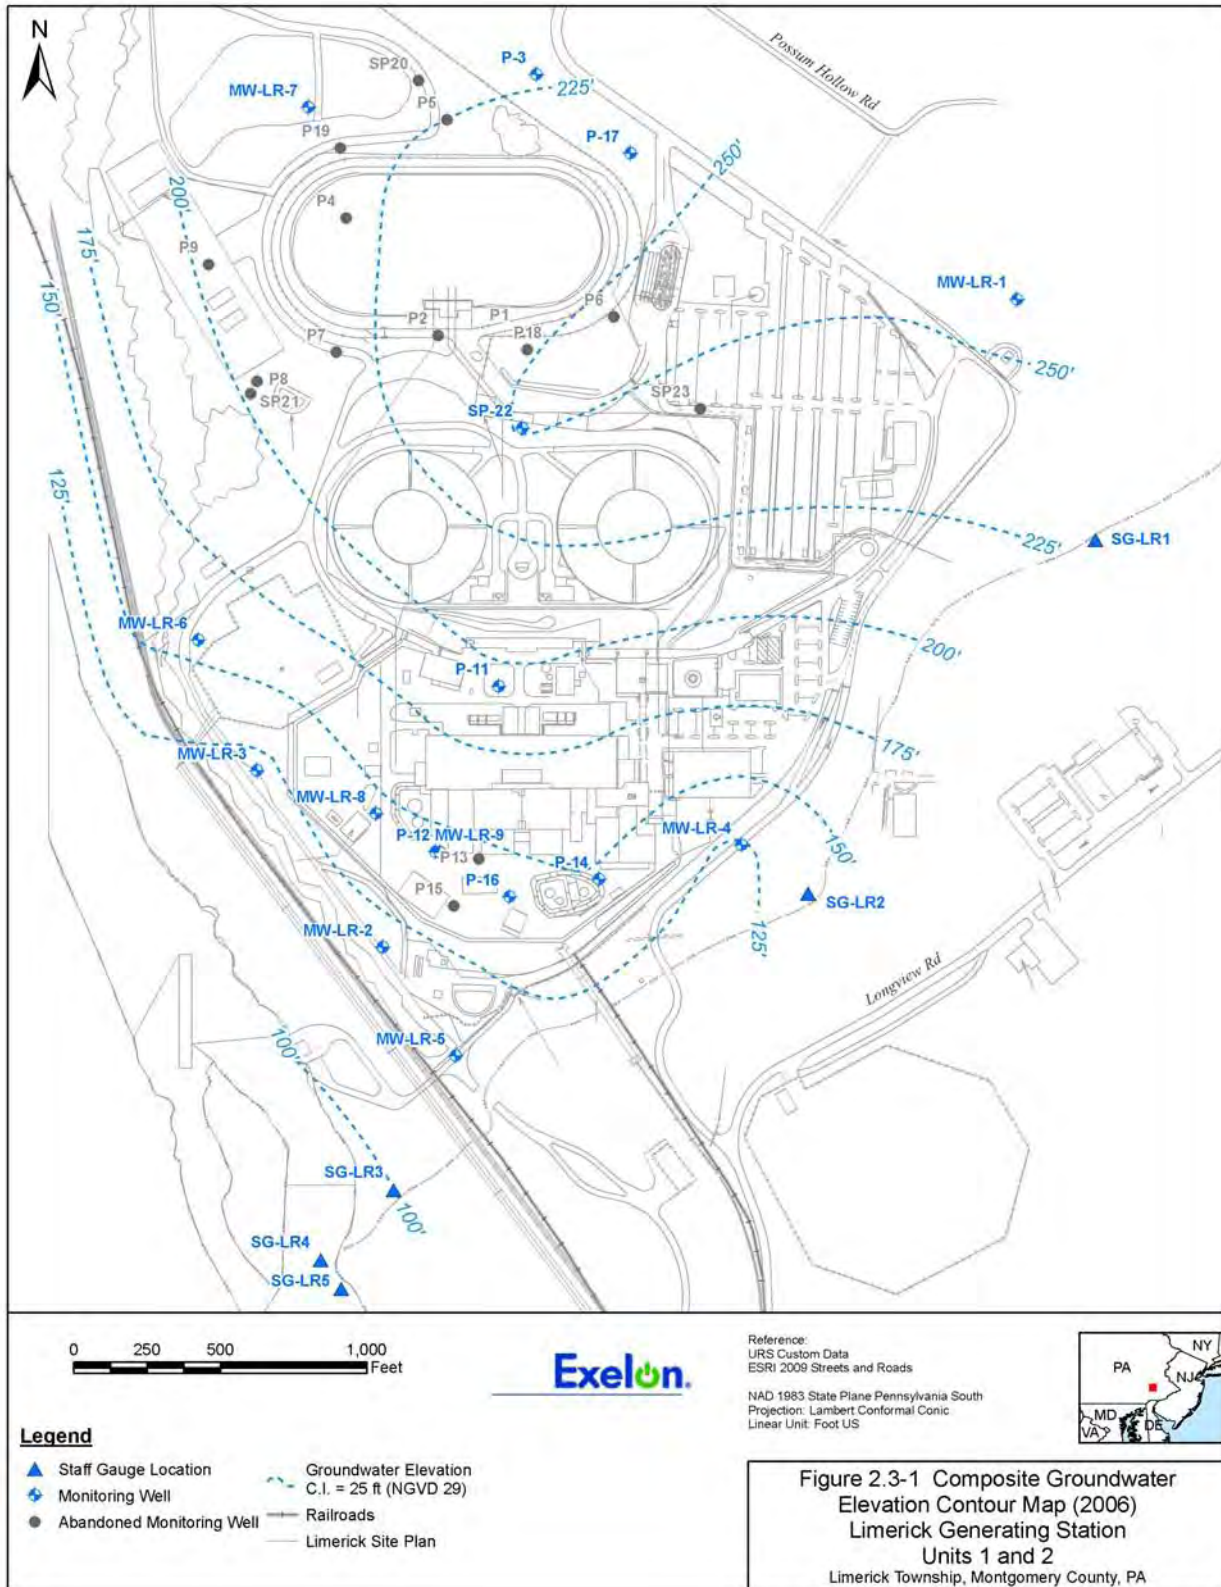 N
Possum Hollow Rd
P-3
SP20
225'
MW-LR-7
P5
P19
P-17
250'
200'
P4
175'
P9
150'
MW-LR-1
P6
P1
P2
P18
P7
250'
P8
SP23
SP21
SP-22
125'
225'
SG-LR1
MW-LR-6
200'
P-11
175'
MW-LR-3
MW-LR-8
P-12 MW-LR-9
MW-LR-4
150'
P13
P-14
P15
P-16
SG-LR2
125'
MW-LR-2
Longview Rd
100'
MW-LR-5
SG-LR3
100'
SG-LR4
SG-LR5
0 250 500 1,000
Feet
Exelon.
Reference:
URS Custom Data
ESRI 2009 Streets and Roads
NAD 1983 State Plane Pennsylvania South
Projection: Lambert Conformal Conic
Linear Unit: Foot US
NY
PA
NJ
MD
DE
VA
Legend
Staff Gauge Location
Monitoring Well
Abandoned Monitoring Well
Groundwater Elevation
C.I. = 25 ft (NGVD 29)
Railroads
Limerick Site Plan
Figure 2.3-1 Composite Groundwater
Elevation Contour Map (2006)
Limerick Generating Station
Units 1 and 2
Limerick Township, Montgomery County, PA